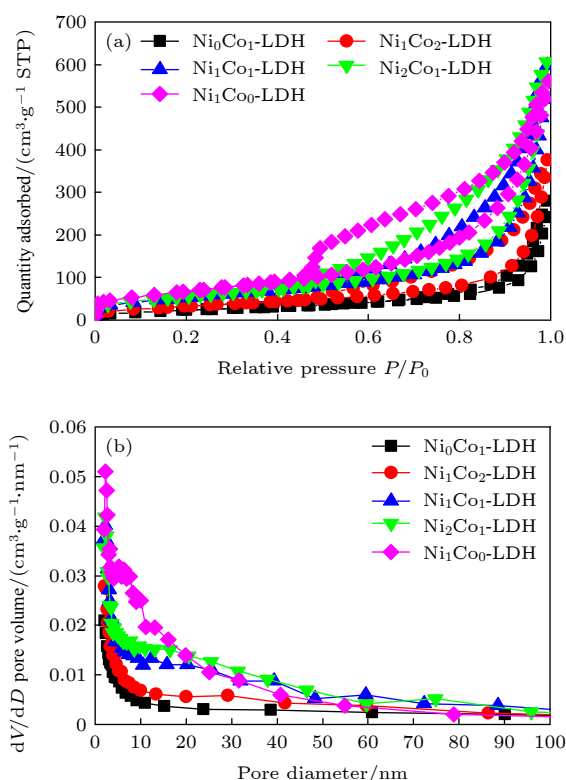 (a)
Ni₀Co₁-LDH
Ni₁Co₂-LDH
Ni₁Co₁-LDH
Ni₂Co₁-LDH
Ni₁Co₀-LDH
Quantity adsorbed/(cm³·g⁻¹ STP)
700
600
500
400
300
200
100
0
0
0.2
0.4
0.6
0.8
1.0
Relative pressure P/P₀
(b)
Ni₀Co₁-LDH
Ni₁Co₂-LDH
Ni₁Co₁-LDH
Ni₂Co₁-LDH
Ni₁Co₀-LDH
dV/dD pore volume/(cm³·g⁻¹·nm⁻¹)
0.06
0.05
0.04
0.03
0.02
0.01
0
0
10
20
30
40
50
60
70
80
90
100
Pore diameter/nm